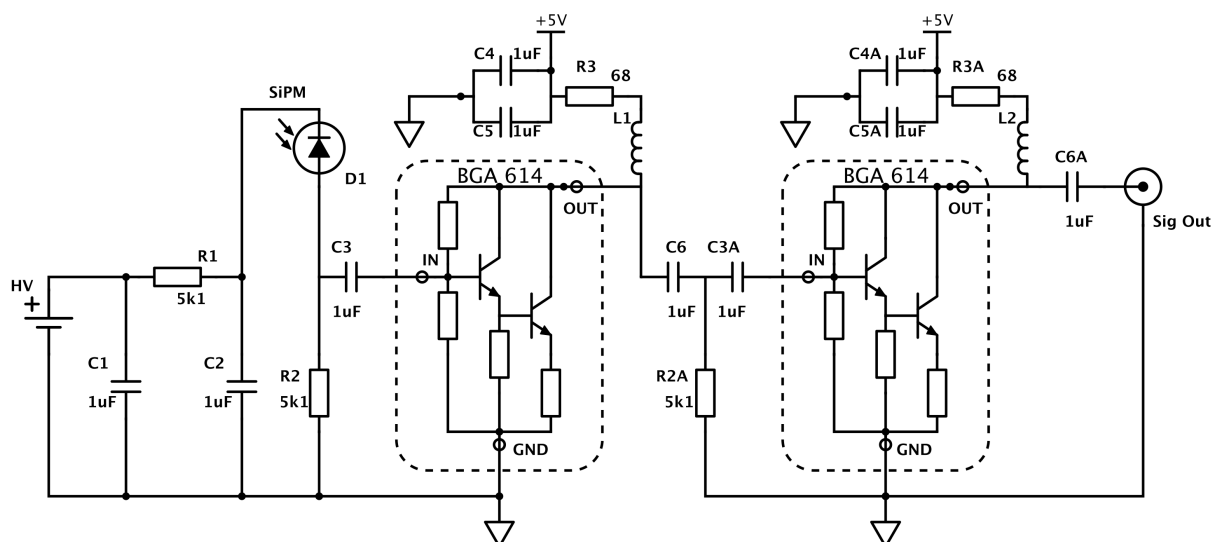 +5V
+5V
C4
1uF
C4A
1uF
R3
68
R3A
68
SiPM
L1
L2
C5
1uF
C5A
1uF
C6A
BGA 614
BGA 614
D1
OUT
OUT
1uF
Sig Out
R1
C3
IN
C6
C3A
IN
HV
+
5k1
1uF
1uF
1uF
C1
C2
R2
R2A
1uF
1uF
5k1
5k1
GND
GND